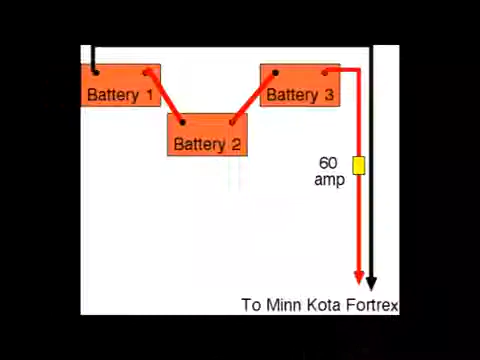 Battery 1
Battery 3
Battery 2
60
amp
To Minn Kota Fortrex